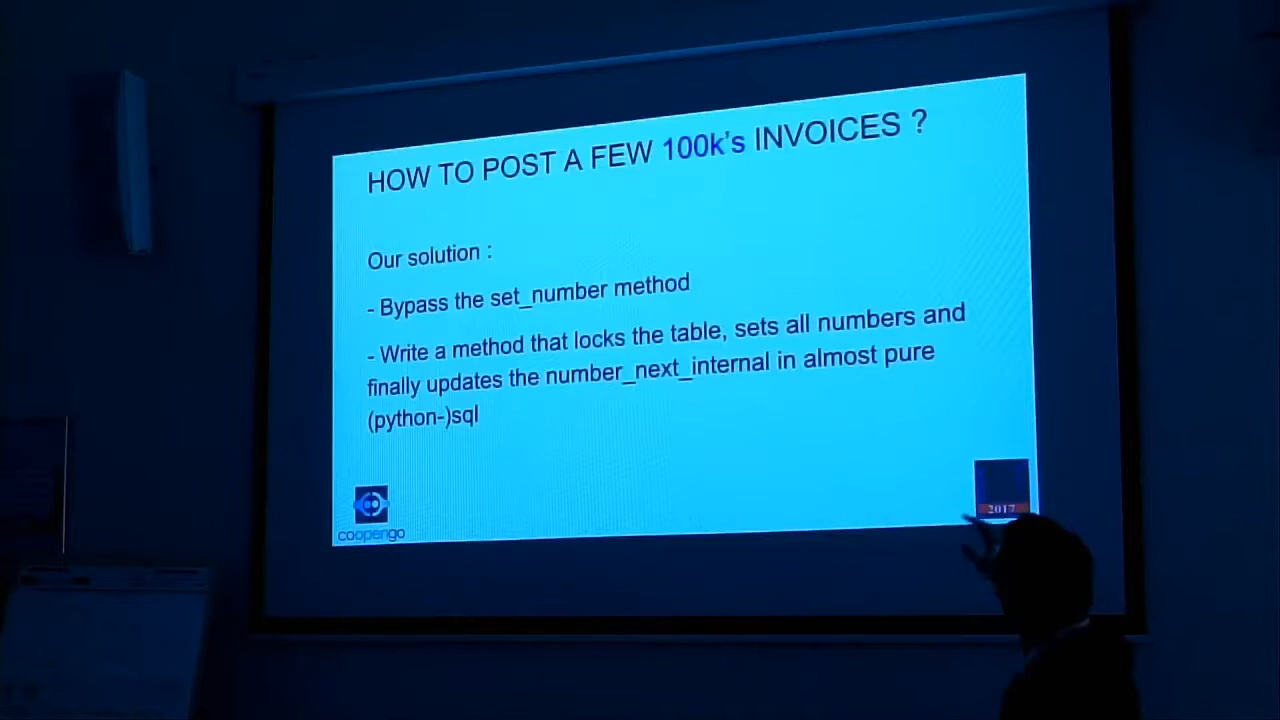 HOW TO POST A FEW 100k's INVOICES ?
Our solution :
- Bypass the set_number method
- Write a method that locks the table, sets all numbers and
finally updates the number_next_internal in almost pure
(python-)sql
coopengo
2017